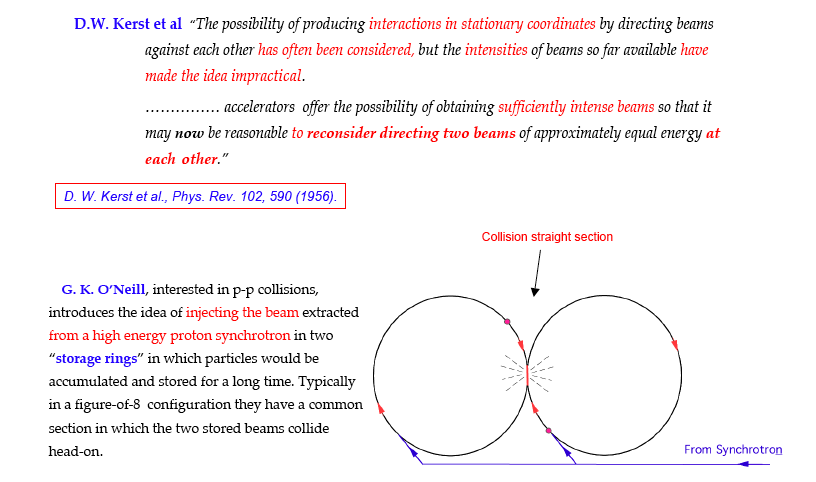 D.W. Kerst et al “The possibility of producing interactions in stationary coordinates by directing beams
against each other has often been considered, but the intensities of beams so far available have
made the idea impractical.
…………… accelerators offer the possibility of obtaining sufficiently intense beams so that it
may now be reasonable to reconsider directing two beams of approximately equal energy at
each other.”
D. W. Kerst et al., Phys. Rev. 102, 590 (1956).
Collision straight section
G. K. O’Neill, interested in p-p collisions,
introduces the idea of injecting the beam extracted
from a high energy proton synchrotron in two
“storage rings” in which particles would be
accumulated and stored for a long time. Typically
in a figure-of-8 configuration they have a common
section in which the two stored beams collide
head-on.
From Synchrotron